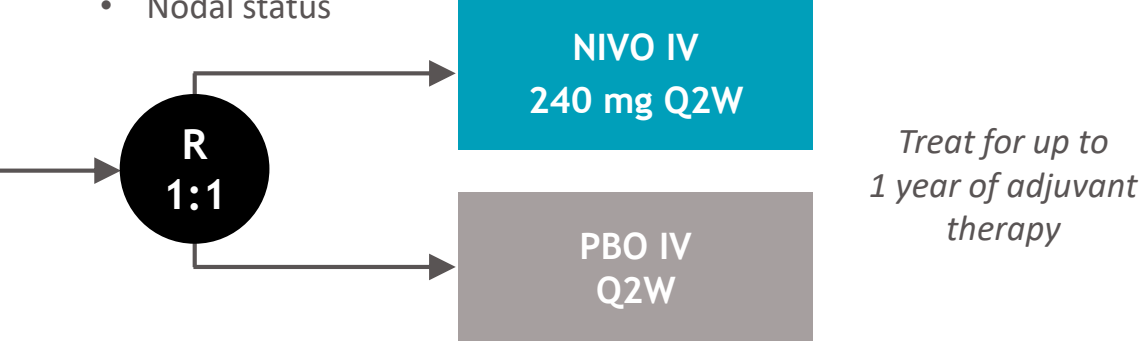 • Nodal status
NIVO IV
240 mg Q2W
R
1:1
Treat for up to
1 year of adjuvant
therapy
PBO IV
Q2W